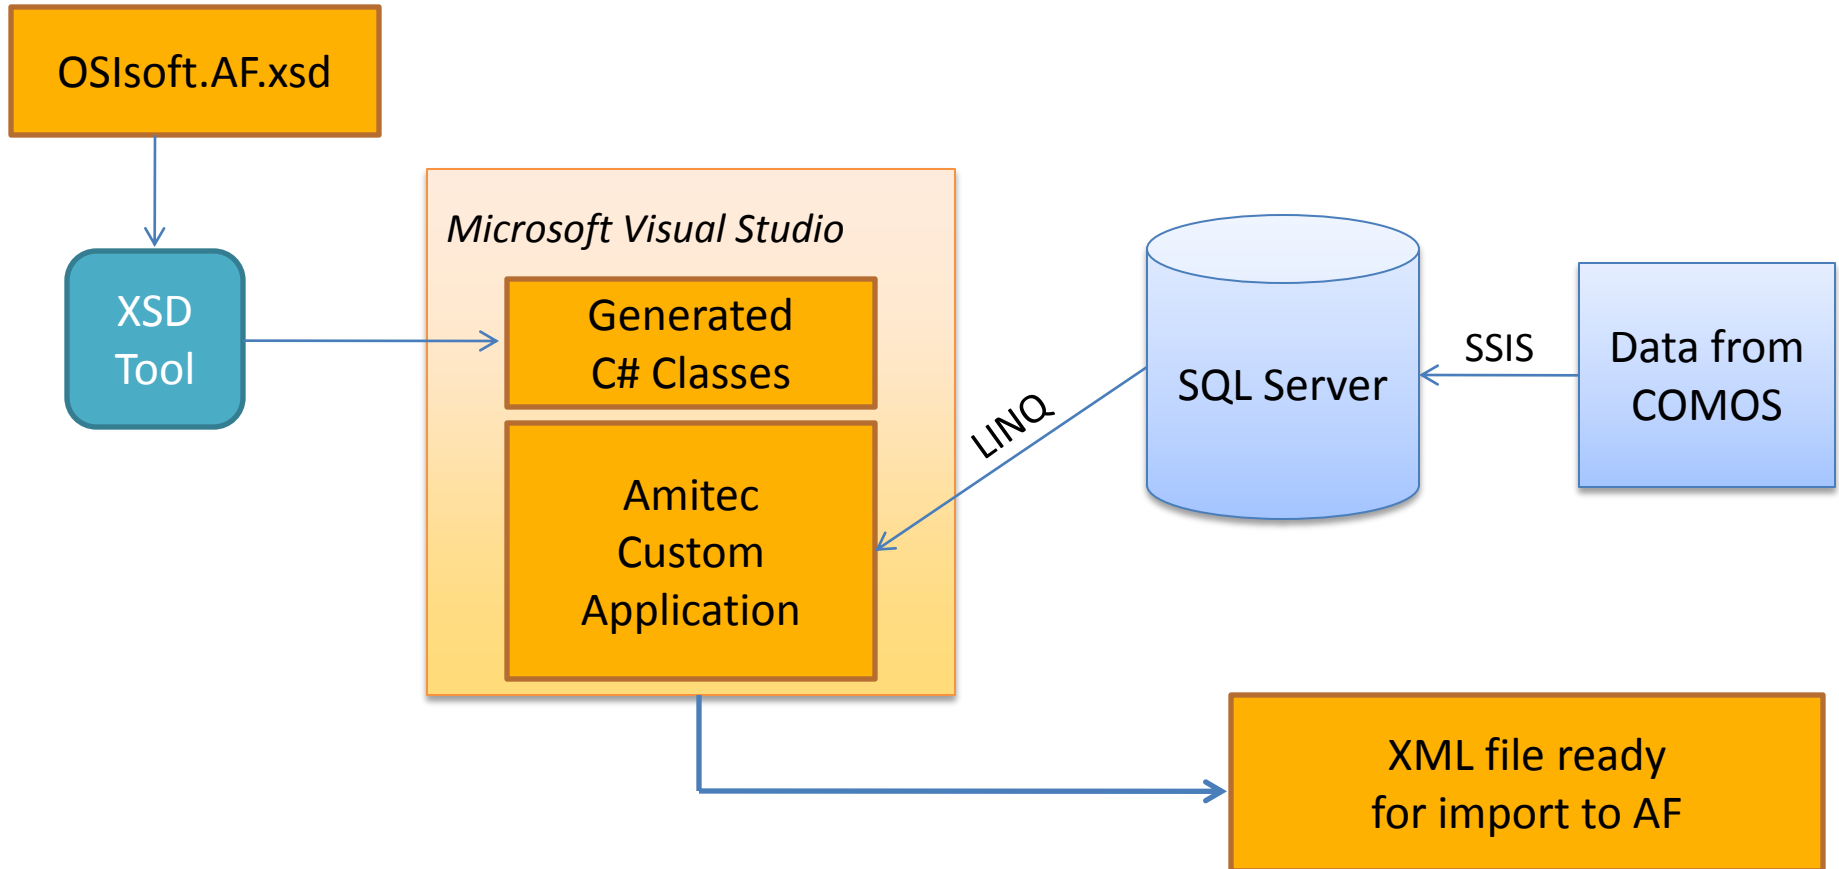 OSIsoft.AF.xsd
XSD
Tool
Microsoft Visual Studio
Generated
C# Classes
Amitec
Custom
Application
LINQ
SQL Server
SSIS
Data from
COMOS
XML file ready
for import to AF